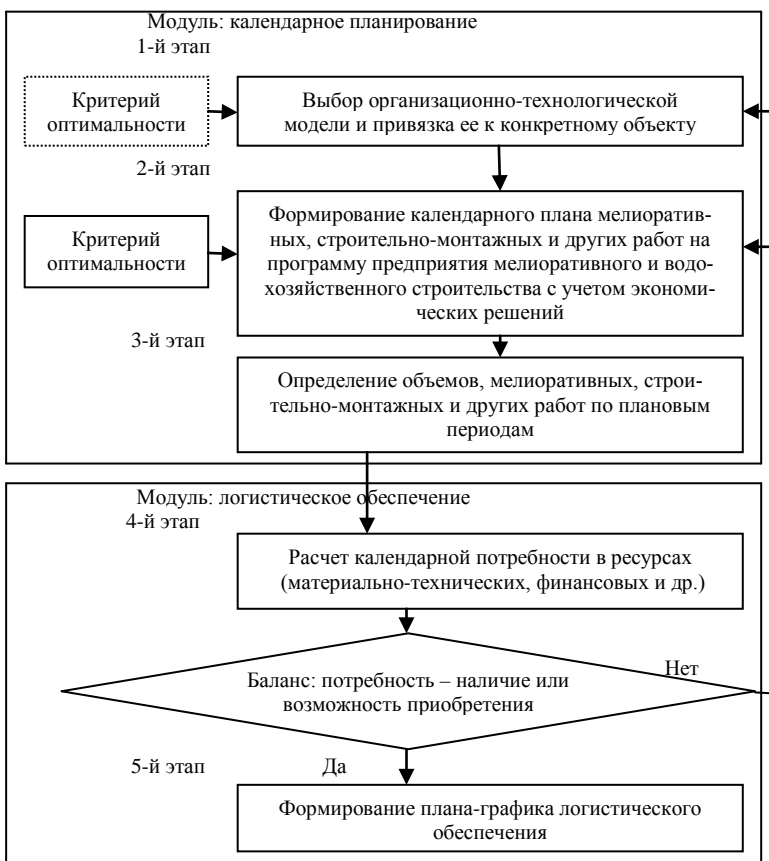 Модуль: календарное планирование
1-й этап
Критерий
оптимальности
Выбор организационно-технологической
модели и привязка ее к конкретному объекту
2-й этап
Критерий
оптимальности
Формирование календарного плана мелиоратив-
ных, строительно-монтажных и других работ на
программу предприятия мелиоративного и водо-
хозяйственного строительства с учетом экономи-
ческих решений
3-й этап
Определение объемов, мелиоративных, строи-
тельно-монтажных и других работ по плановым
периодам
Модуль: логистическое обеспечение
4-й этап
Расчет календарной потребности в ресурсах
(материально-технических, финансовых и др.)
Баланс: потребность – наличие или
возможность приобретения
Нет
5-й этап
Да
Формирование плана-графика логистического
обеспечения